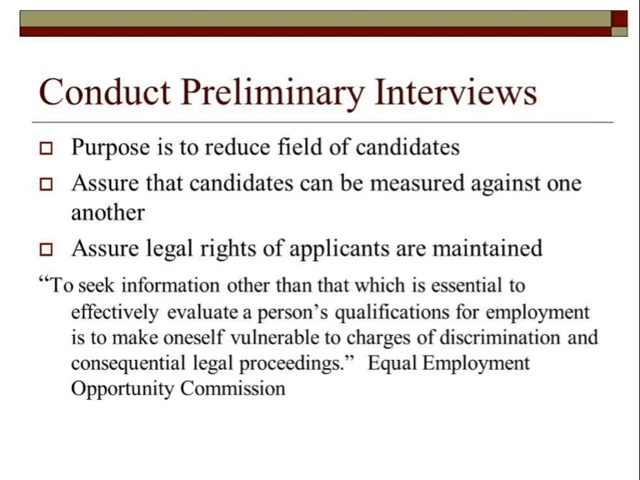 Conduct Preliminary Interviews
Purpose is to reduce field of candidates
Assure that candidates can be measured against one
another
Assure legal rights of applicants are maintained
“To seek information other than that which is essential to
effectively evaluate a person’s qualifications for employment
is to make oneself vulnerable to charges of discrimination and
consequential legal proceedings.” Equal Employment
Opportunity Commission